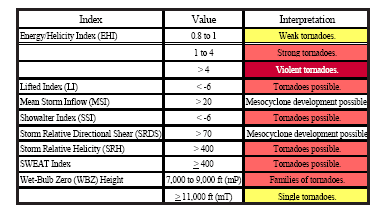 Index Value Interpretation
Energy/Helicity Index (EHI) 0.8 to 1 Weak tornadoes.
1 to 4 Strong tornadoes.
> 4 Violent tornadoes.
Lifted Index (LI) < -6 Tornadoes possible.
Mean Storm Inflow (MSI) > 20 Mesocyclone development possible
Showalter Index (SSI) < -6 Tornadoes possible.
Storm Relative Directional Shear (SRDS) > 70 Mesocyclone development possible
Storm Relative Helicity (SRH) > 400 Tornadoes possible.
SWEAT Index ≥ 400 Tornadoes possible.
Wet-Bulb Zero (WBZ) Height 7,000 to 9,000 ft (mP) Families of tornadoes.
≥ 11,000 ft (mT) Single tornadoes.